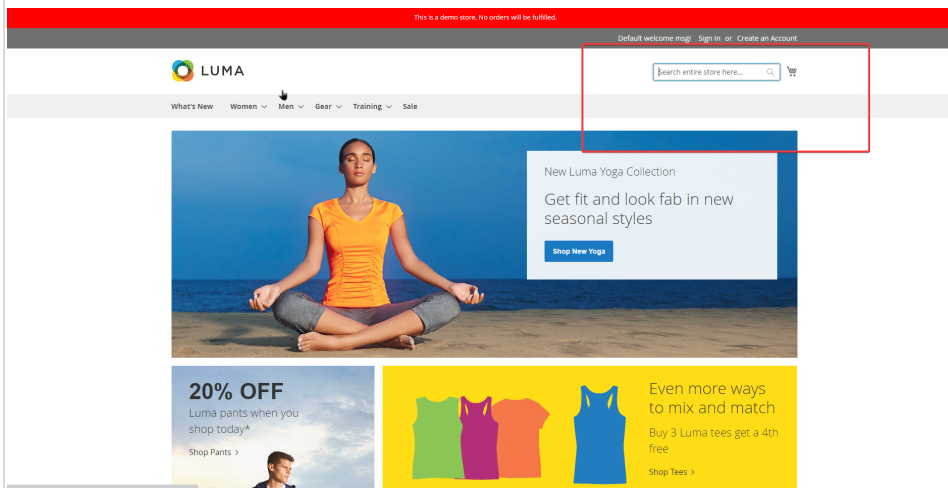 This is a demo store. No orders will be fulfilled.
Default welcome msg! Sign In or Create an Account
LUMA
Search entire store here...
What's New Women Men Gear Training Sale
New Luma Yoga Collection
Get fit and look fab in new
seasonal styles
Shop New Yoga
20% OFF
Luma pants when you
shop today*
Shop Pants >
Even more ways
to mix and match
Buy 3 Luma tees get a 4th
free
Shop Tees >